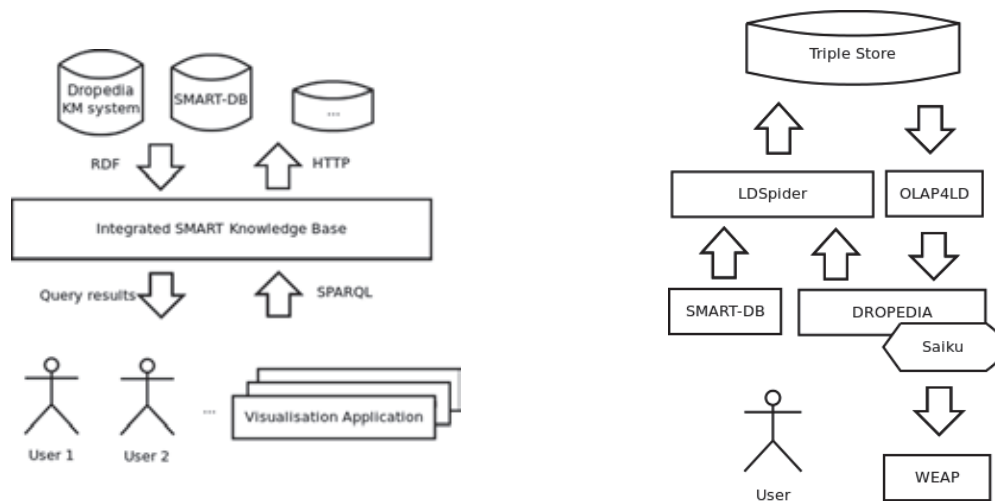 Dropedia
KM system
SMART-DB
...
RDF
HTTP
Integrated SMART Knowledge Base
Query results
SPARQL
...
Visualisation Application
User 1
User 2
Triple Store
LDSpider
OLAP4LD
SMART-DB
DROPEDIA
Saiku
User
WEAP